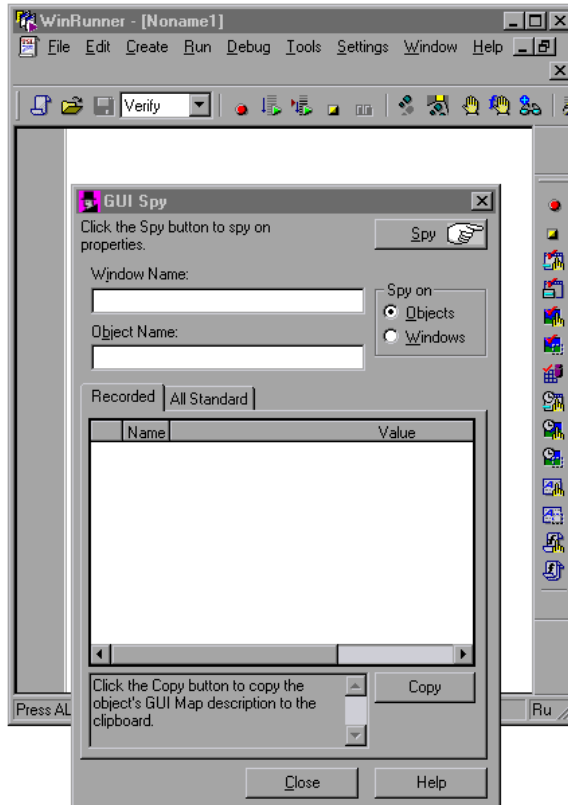 WinRunner - [Noname1]
File Edit Create Run Debug Tools Settings Window Help
Verify
GUI Spy
Click the Spy button to spy on
properties.
Spy
Window Name:
Spy on
Objects
Windows
Object Name:
Recorded
All Standard
Name
Value
Click the Copy button to copy the
object's GUI Map description to the
clipboard.
Copy
Press AL
Ru
Close
Help